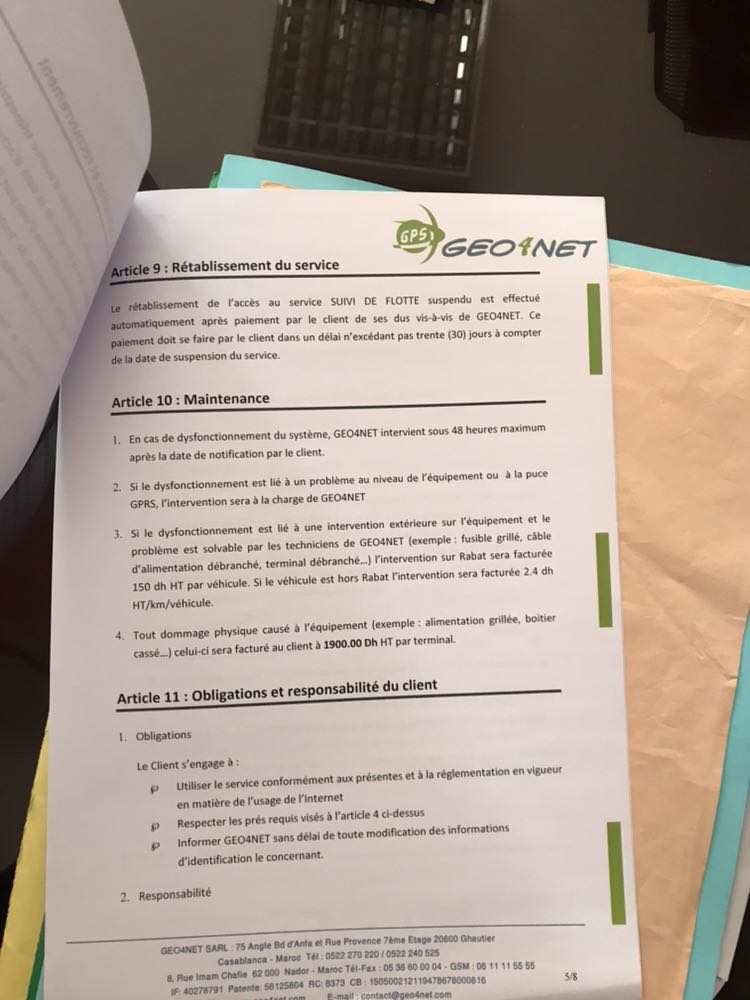 GPS GEO4NET
Article 9 : Rétablissement du service
Le rétablissement de l'accès au service SUIVI DE FLOTTE suspendu est effectué
automatiquement après paiement par le client de ses dus vis-à-vis de GEO4NET. Ce
paiement doit se faire par le client dans un délai n'excédant pas trente (30) jours à compter
de la date de suspension du service.
Article 10 : Maintenance
1. En cas de dysfonctionnement du système, GEO4NET intervient sous 48 heures maximum
après la date de notification par le client.
2. Si le dysfonctionnement est lié à un problème au niveau de l'équipement ou à la puce
GPRS, l'intervention sera à la charge de GEO4NET
3. Si le dysfonctionnement est lié à une intervention extérieure sur l'équipement et le
problème est solvable par les techniciens de GEO4NET (exemple : fusible grillé, câble
d'alimentation débranché, terminal débranché...) l'intervention sur Rabat sera facturée
150 dh HT par véhicule. Si le véhicule est hors Rabat l'intervention sera facturée 2.4 dh
HT/km/véhicule.
4. Tout dommage physique causé à l'équipement (exemple : alimentation grillée, boitier
cassé...) celui-ci sera facturé au client à 1900.00 Dh HT par terminal.
Article 11 : Obligations et responsabilité du client
1. Obligations
Le Client s'engage à :
Utiliser le service conformément aux présentes et à la réglementation en vigueur
en matière de l'usage de l'Internet
Respecter les prés requis visés à l'article 4 ci-dessus
Informer GEO4NET sans délai de toute modification des informations
d'identification le concernant.
2. Responsabilité
GEO4NET SARL : 75 Angle Bd d'Anfa et Rue Provence 7ème Etage 20600 Ghautier
Casablanca - Maroc Tél : 0522 270 220 / 0522 240 525
8, Rue Imam Chafie 62 000 Nador - Maroc Tél-Fax : 05 36 60 00 04 - GSM : 06 11 11 55 55
IF: 40278791 Patente: 56125804 RC: 8373 CB : 150500212119478678000816
E-mail : contact@geo4net.com
5/8